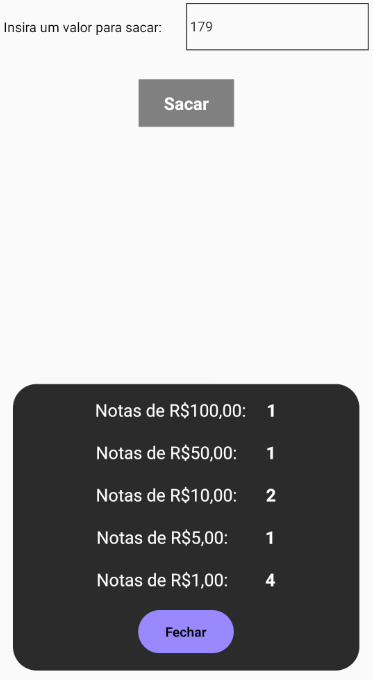 Insira um valor para sacar: 179
Sacar
Notas de R$100,00: 1
Notas de R$50,00: 1
Notas de R$10,00: 2
Notas de R$5,00: 1
Notas de R$1,00: 4
Fechar